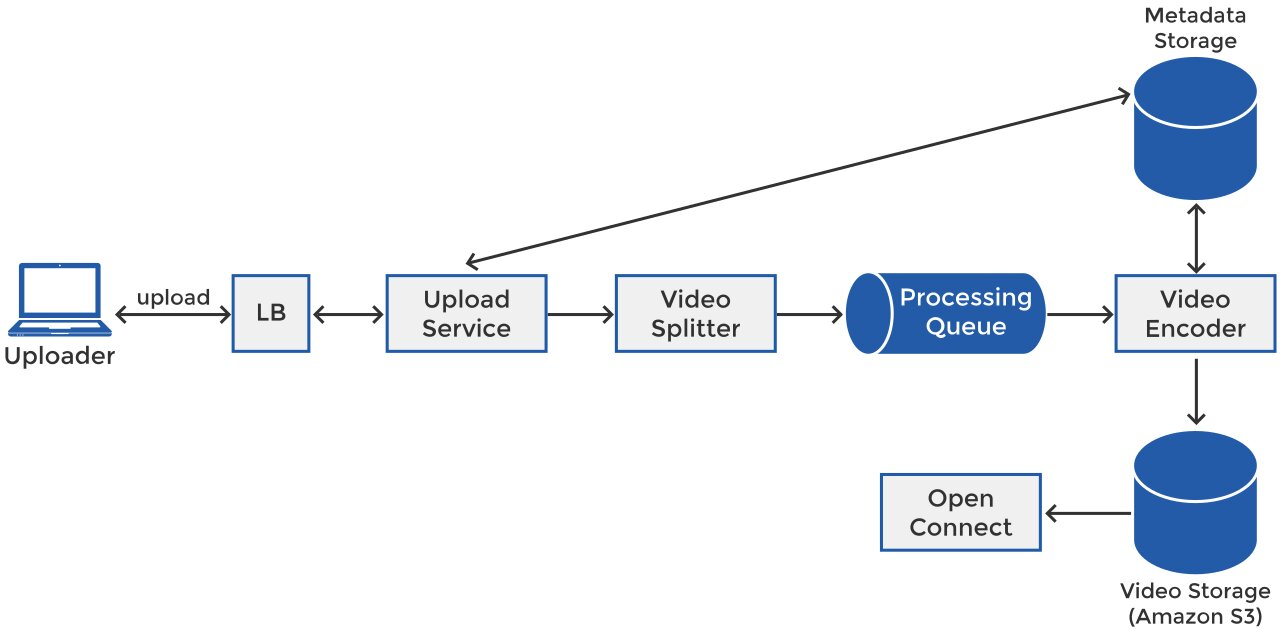 Metadata
Storage
upload
Uploader
LB
Upload
Service
Video
Splitter
Processing
Queue
Video
Encoder
Open
Connect
Video Storage
(Amazon S3)